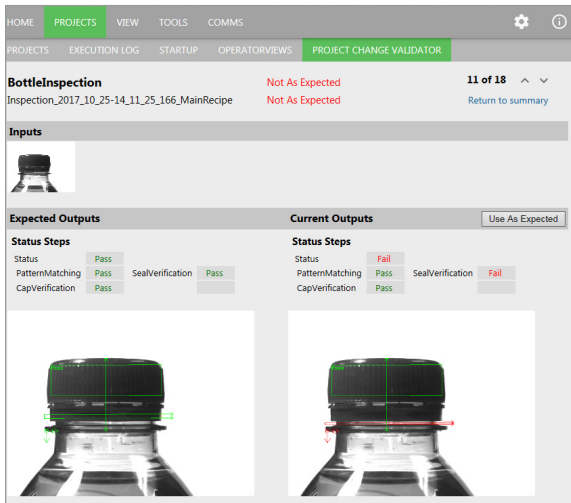 HOME PROJECTS VIEW TOOLS COMMS
PROJECTS EXECUTION LOG STARTUP OPERATORVIEWS PROJECT CHANGE VALIDATOR
BottleInspection Not As Expected 11 of 18
Inspection_2017_10_25-14_11_25_166_MainRecipe Not As Expected Return to summary
Inputs
Expected Outputs Current Outputs Use As Expected
Status Steps Status Steps
Status Pass Status Fail
PatternMatching Pass SealVerification Pass PatternMatching Pass SealVerification Fail
CapVerification Pass CapVerification Pass
Pass Pass